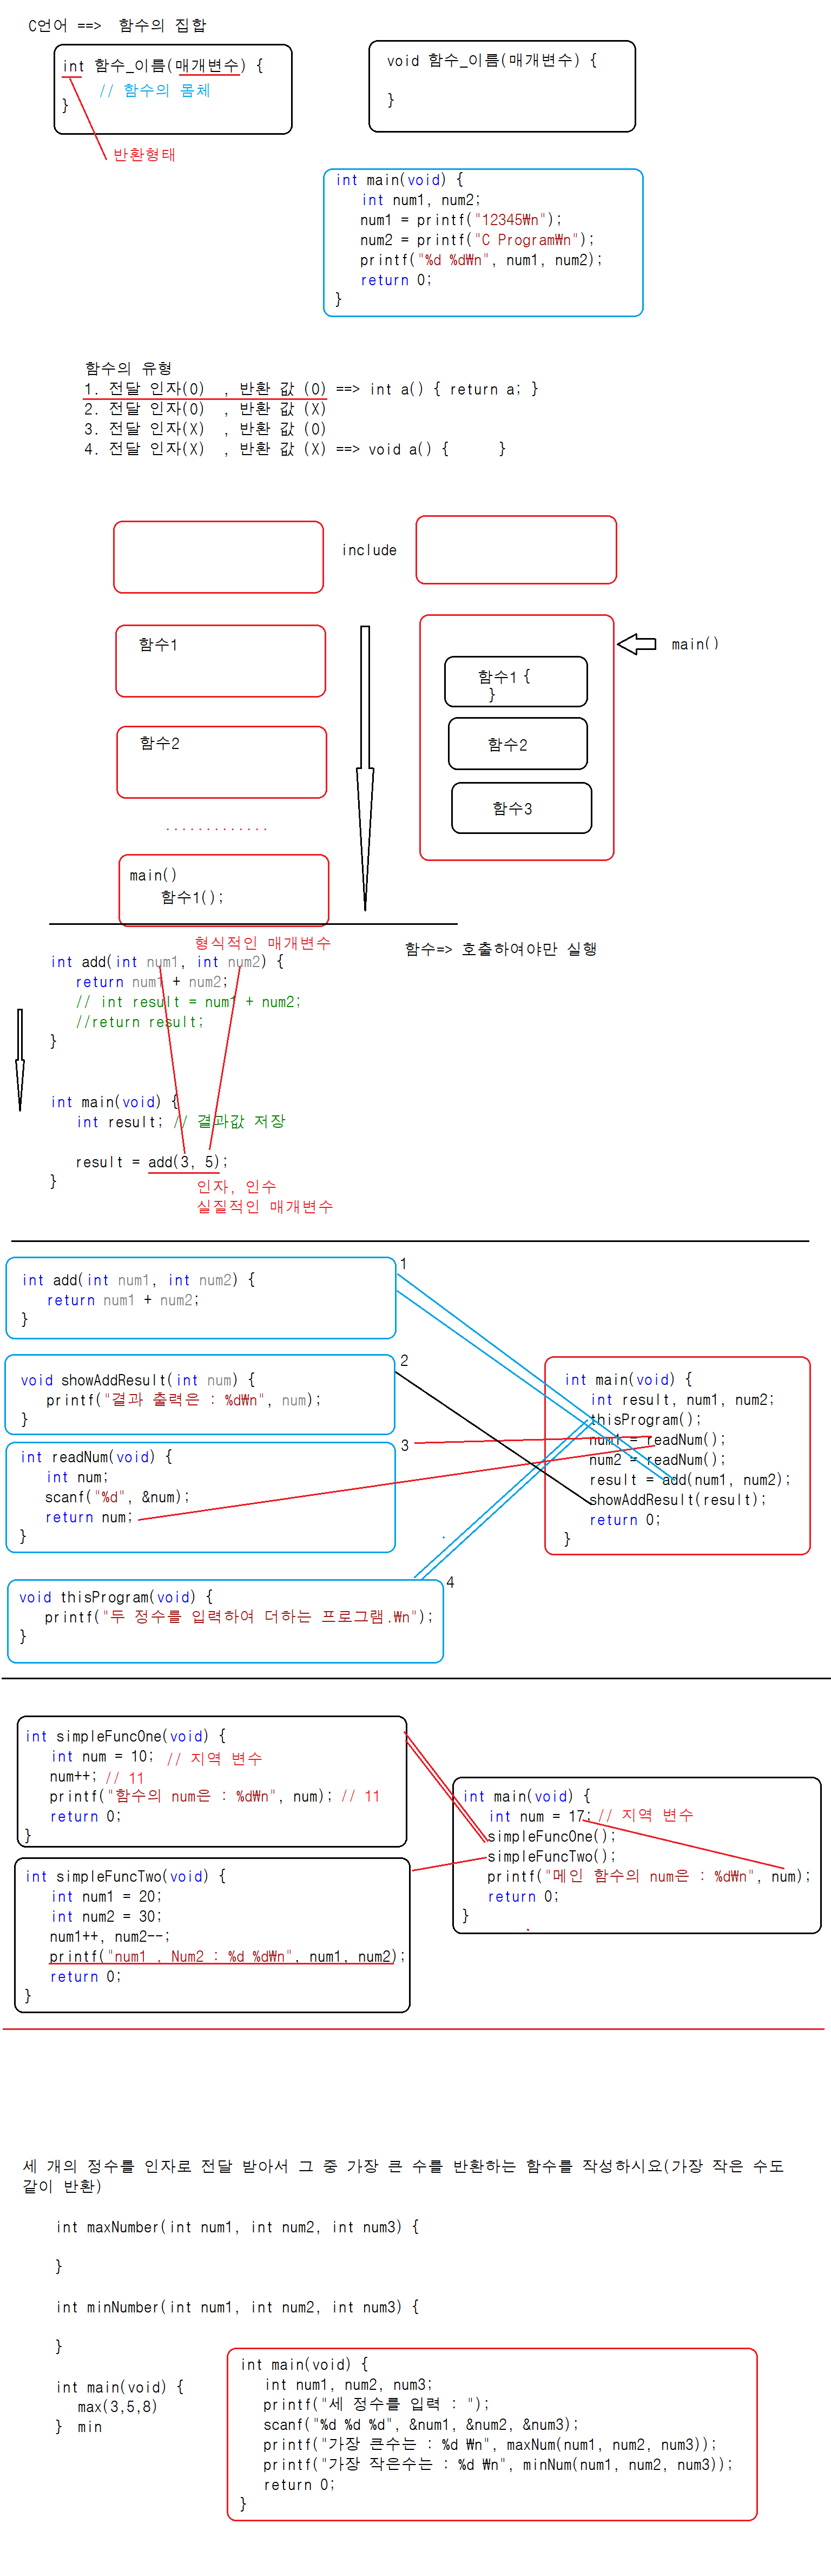 C언어 ==>  함수의 집합
int 함수_이름(매개변수) {
// 함수의 몸체
}
반환형태
void 함수_이름(매개변수) {
}
int main(void) {
int num1, num2;
num1 = printf("12345₩n");
num2 = printf("C Program₩n");
printf("%d %d₩n", num1, num2);
return 0;
}
함수의 유형
1. 전달 인자(O)  , 반환 값 (O) ==> int a() { return a; }
2. 전달 인자(O)  , 반환 값 (X)
3. 전달 인자(X)  , 반환 값 (O)
4. 전달 인자(X)  , 반환 값 (X) ==> void a() {      }
include
함수1
함수2
.............
main()
함수1();
main()
함수1 {
}
함수2
함수3
형식적인 매개변수
함수=> 호출하여야만 실행
int add(int num1, int num2) {
return num1 + num2;
// int result = num1 + num2;
//return result;
}
int main(void) {
int result; // 결과값 저장
result = add(3, 5);
}
인자, 인수
실질적인 매개변수
1
int add(int num1, int num2) {
return num1 + num2;
}
2
void showAddResult(int num) {
printf("결과 출력은 : %d₩n", num);
}
3
int readNum(void) {
int num;
scanf("%d", &num);
return num;
}
4
void thisProgram(void) {
printf("두 정수를 입력하여 더하는 프로그램.₩n");
}
int main(void) {
int result, num1, num2;
thisProgram();
num1 = readNum();
num2 = readNum();
result = add(num1, num2);
showAddResult(result);
return 0;
}
int simpleFuncOne(void) {
int num = 10;  // 지역 변수
num++; // 11
printf("함수의 num은 : %d₩n", num); // 11
return 0;
}
int simpleFuncTwo(void) {
int num1 = 20;
int num2 = 30;
num1++, num2--;
printf("num1 , Num2 : %d %d₩n", num1, num2);
return 0;
}
int main(void) {
int num = 17; // 지역 변수
simpleFuncOne();
simpleFuncTwo();
printf("메인 함수의 num은 : %d₩n", num);
return 0;
}
세 개의 정수를 인자로 전달 받아서 그 중 가장 큰 수를 반환하는 함수를 작성하시요(가장 작은 수도
같이 반환)
int maxNumber(int num1, int num2, int num3) {
}
int minNumber(int num1, int num2, int num3) {
}
int main(void) {
max(3,5,8)
}  min
int main(void) {
int num1, num2, num3;
printf("세 정수를 입력 : ");
scanf("%d %d %d", &num1, &num2, &num3);
printf("가장 큰수는 : %d ₩n", maxNum(num1, num2, num3));
printf("가장 작은수는 : %d ₩n", minNum(num1, num2, num3));
return 0;
}